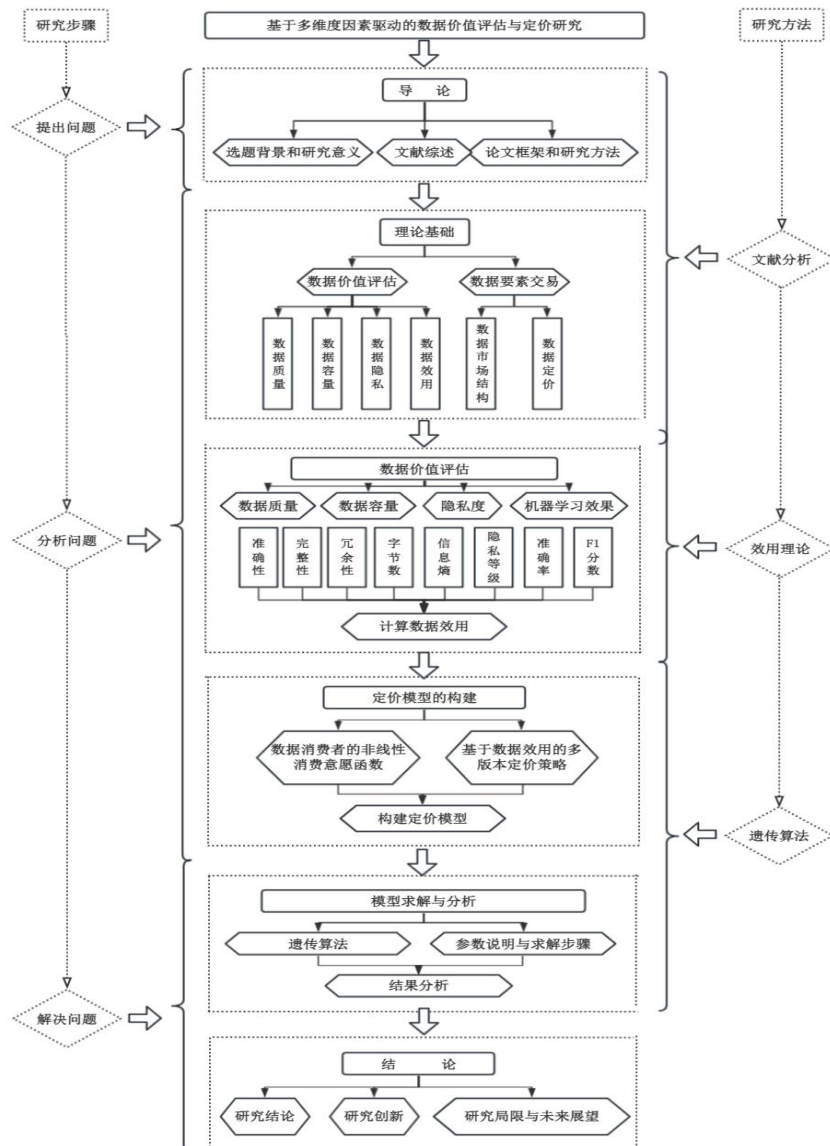 研究步骤
基于多维度因素驱动的数据价值评估与定价研究
研究方法
导 论
提出问题
选题背景和研究意义
文献综述
论文框架和研究方法
理论基础
文献分析
数据价值评估
数据要素交易
数据质量
数据容量
数据隐私
数据效用
数据市场结构
数据定价
数据价值评估
数据质量
数据容量
隐私度
机器学习效果
分析问题
效用理论
准确性
完整性
冗余性
字节数
信息熵
隐私等级
准确率
F1分数
计算数据效用
定价模型的构建
数据消费者的非线性
消费意愿函数
基于数据效用的多
版本定价策略
构建定价模型
遗传算法
模型求解与分析
遗传算法
参数说明与求解步骤
结果分析
解决问题
结 论
研究结论
研究创新
研究局限与未来展望